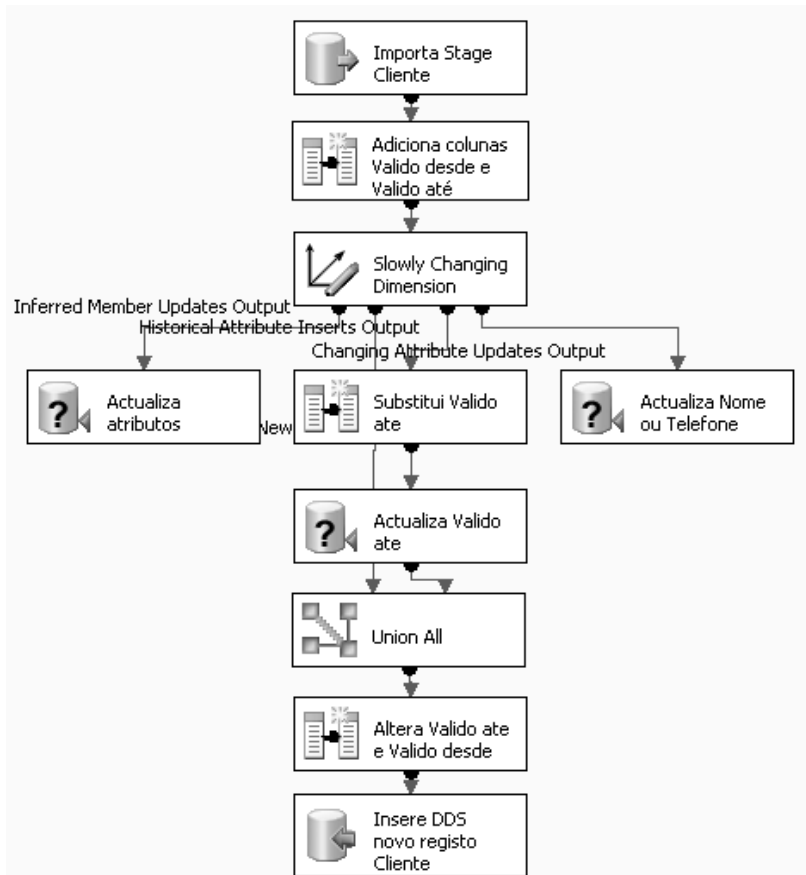 Importa Stage
Cliente
Adiciona colunas
Valido desde e
Valido até
Slowly Changing
Dimension
Inferred Member Updates Output
Historical Attribute Inserts Output
Changing Attribute Updates Output
Actualiza
atributos
New
Substitui Valido
ate
Actualiza Nome
ou Telefone
Actualiza Valido
ate
Union All
Altera Valido ate
e Valido desde
Insere DDS
novo registo
Cliente